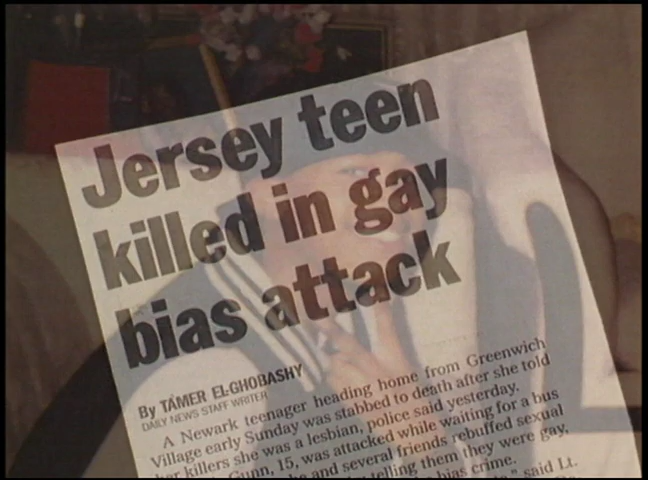 Jersey teen
killed in gay
bias attack
By TAMER EL-GHOBASHY
DAILY NEWS STAFF WRITER
A Newark teenager heading home from Greenwich
Village early Sunday was stabbed to death after she told
her killers she was a lesbian, police said yesterday.
Gunn, 15, was attacked while waiting for a bus
and several friends rebuffed sexual
telling them they were gay,
bias crime.
said Lt.